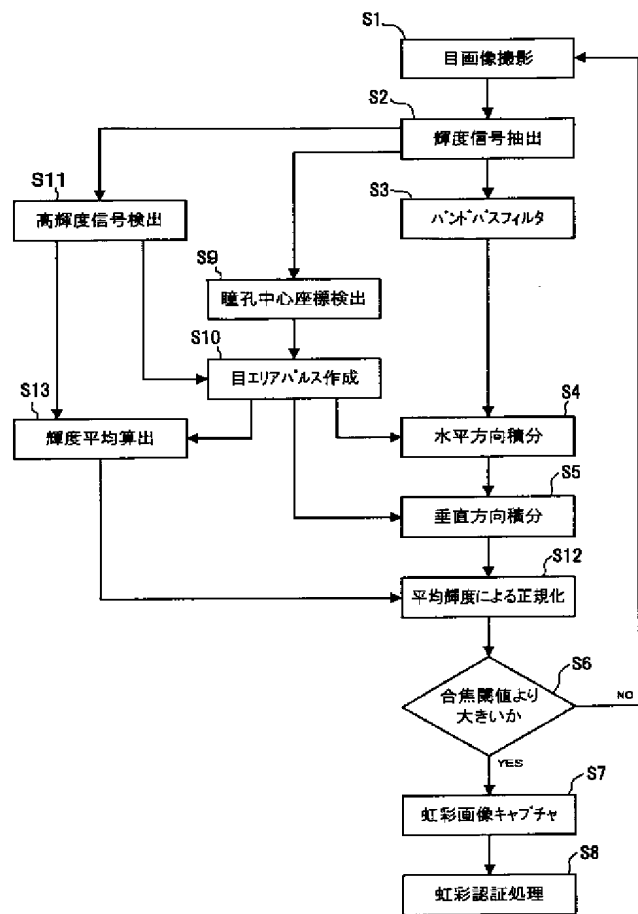 S1
目画像撮影
S2
輝度信号抽出
S11
高輝度信号検出
S3
バンドパスフィルタ
S9
瞳孔中心座標検出
S10
目エリアパルス作成
S13
輝度平均算出
S4
水平方向積分
S5
垂直方向積分
S12
平均輝度による正規化
S6
合焦閾値より
大きいか
NO
YES
S7
虹彩画像キャプチャ
S8
虹彩認証処理